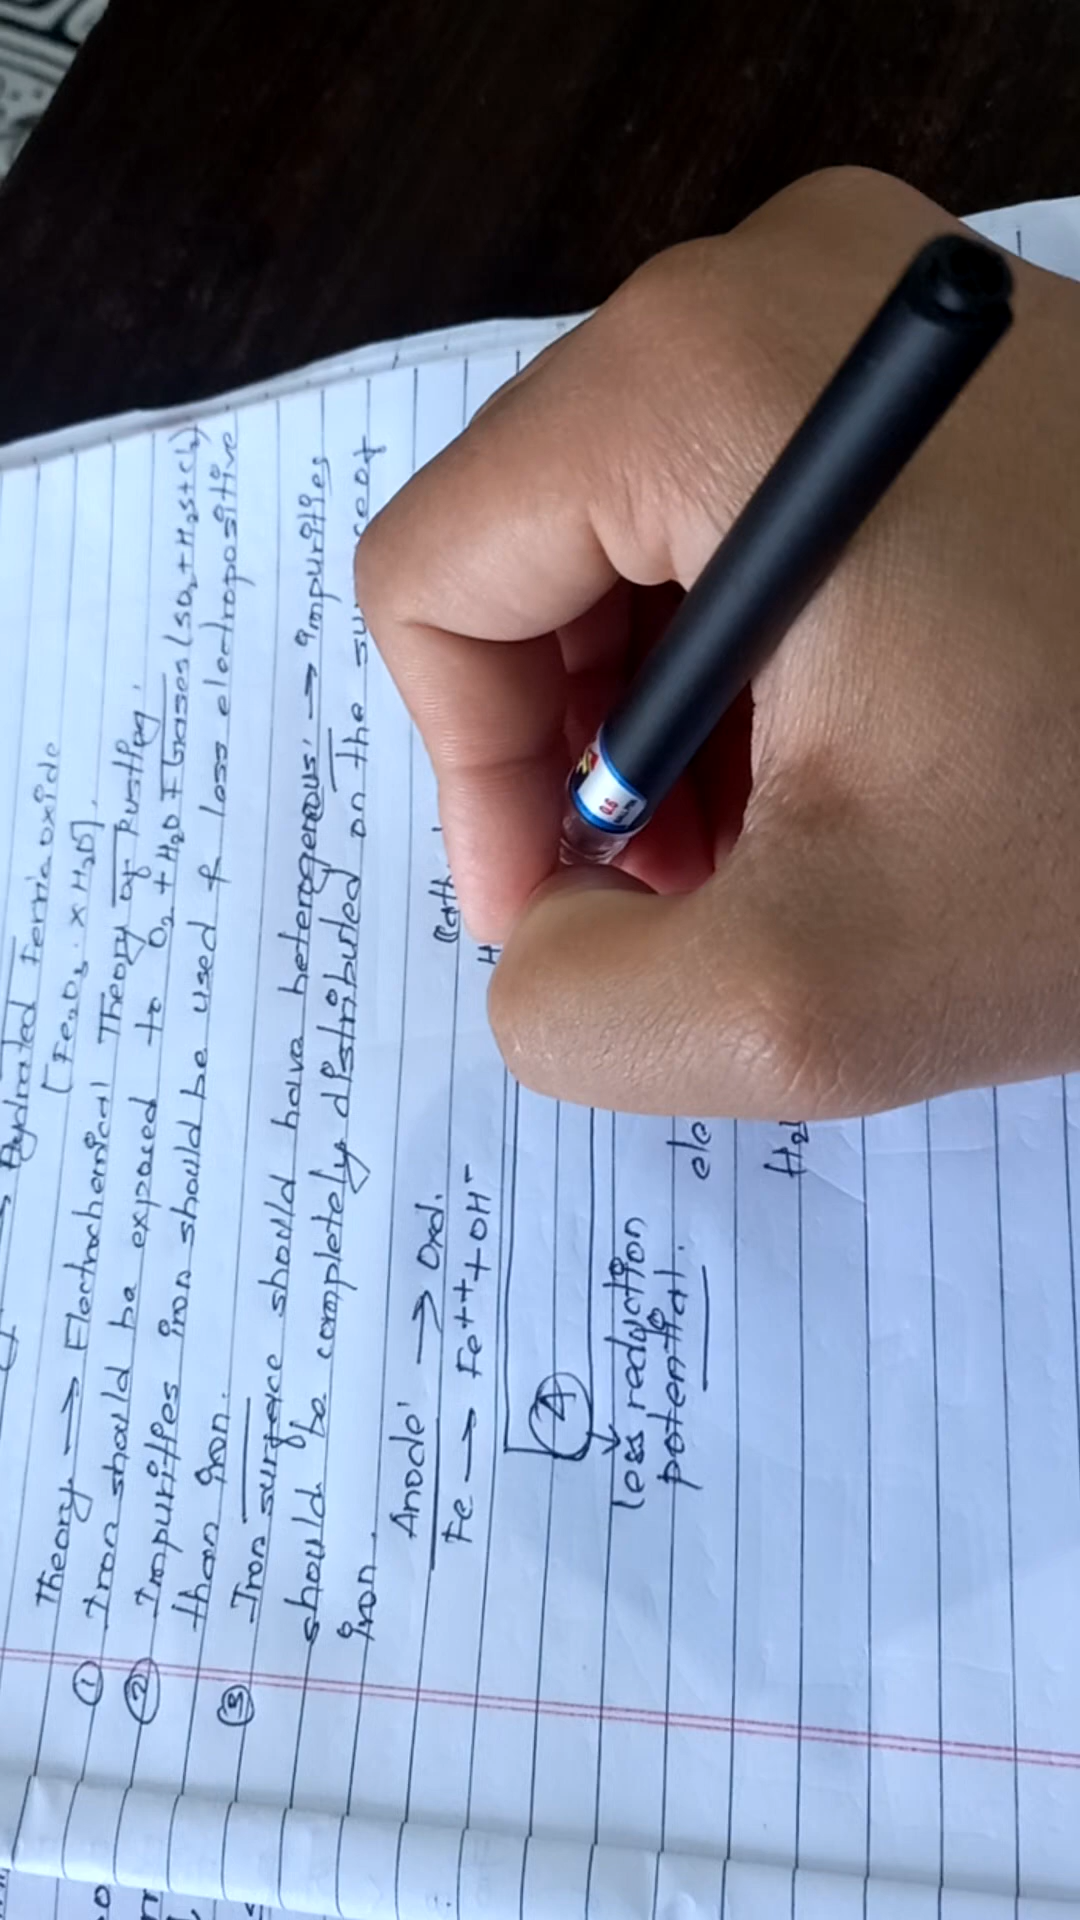 Hydrated Ferric oxide
[Fe2O3 . x H2O].
Theory → Electrochemical Theory of Rusting.
① Iron should be exposed to O2 + H2O + Gases (SO2 + H2S + Cl2)
② Impurities iron should be used & less electropositive
than iron.
③ Iron surface should have heterogenous' → impurities
should be completely distributed on the
iron.
Anode' → Oxd.
Fe → Fe++ + OH-
H
A
less reduction
potential.
ele
H2